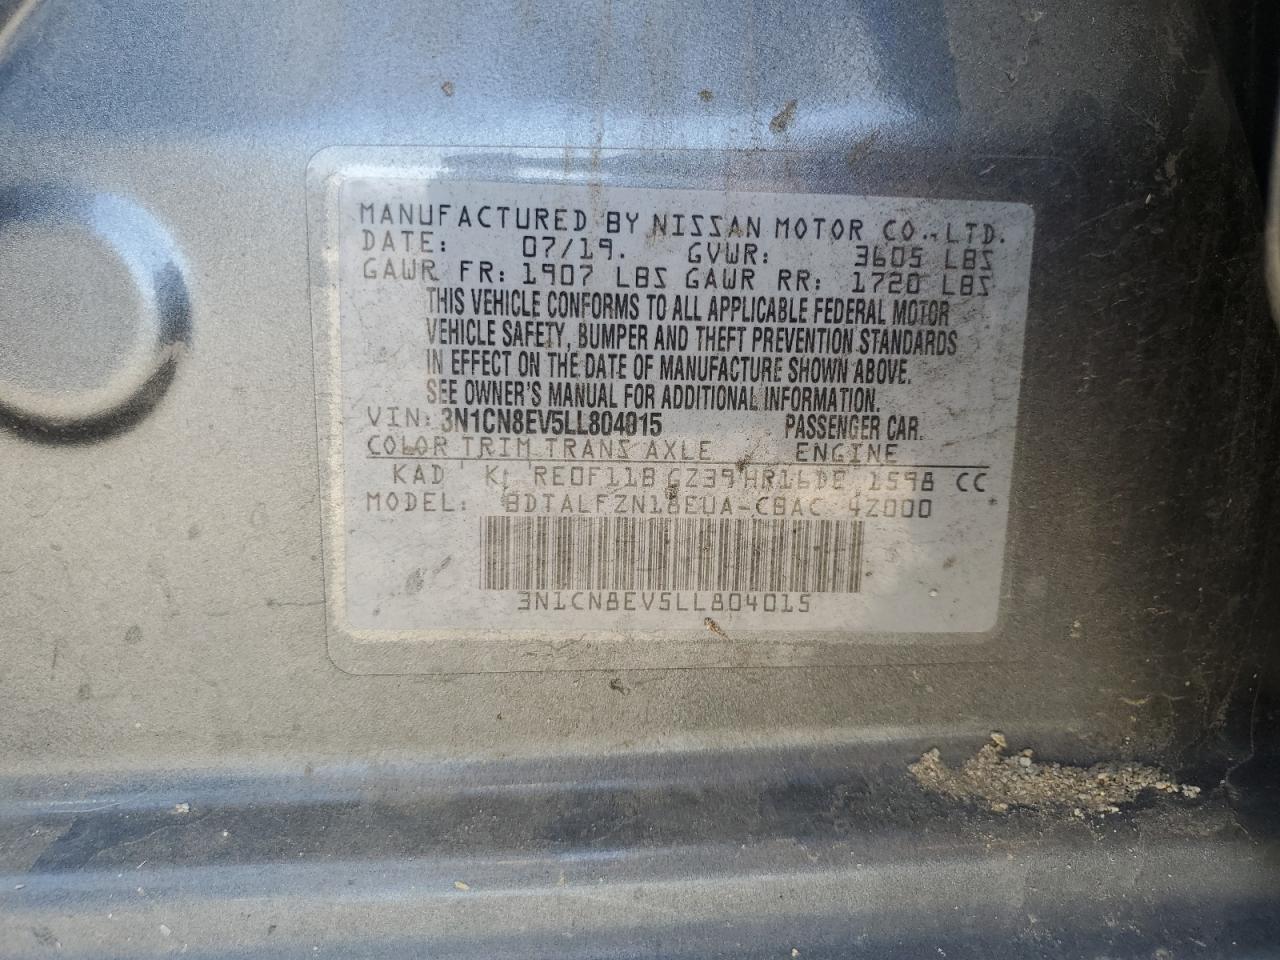 MANUFACTURED BY NISSAN MOTOR CO.,LTD.
DATE: 07/19. GVWR: 3605 LBS
GAWR FR: 1907 LBS GAWR RR: 1720 LBS
THIS VEHICLE CONFORMS TO ALL APPLICABLE FEDERAL MOTOR
VEHICLE SAFETY, BUMPER AND THEFT PREVENTION STANDARDS
IN EFFECT ON THE DATE OF MANUFACTURE SHOWN ABOVE.
SEE OWNER'S MANUAL FOR ADDITIONAL INFORMATION.
VIN: 3N1CN8EV5LL804015 PASSENGER CAR.
COLOR TRIM TRANS AXLE ENGINE
KAD K RE0F11B GZ39 HR16DE 1598 CC
MODEL: BDTALFZN18EUA-CBAC 4Z000
3N1CN8EV5LL804015